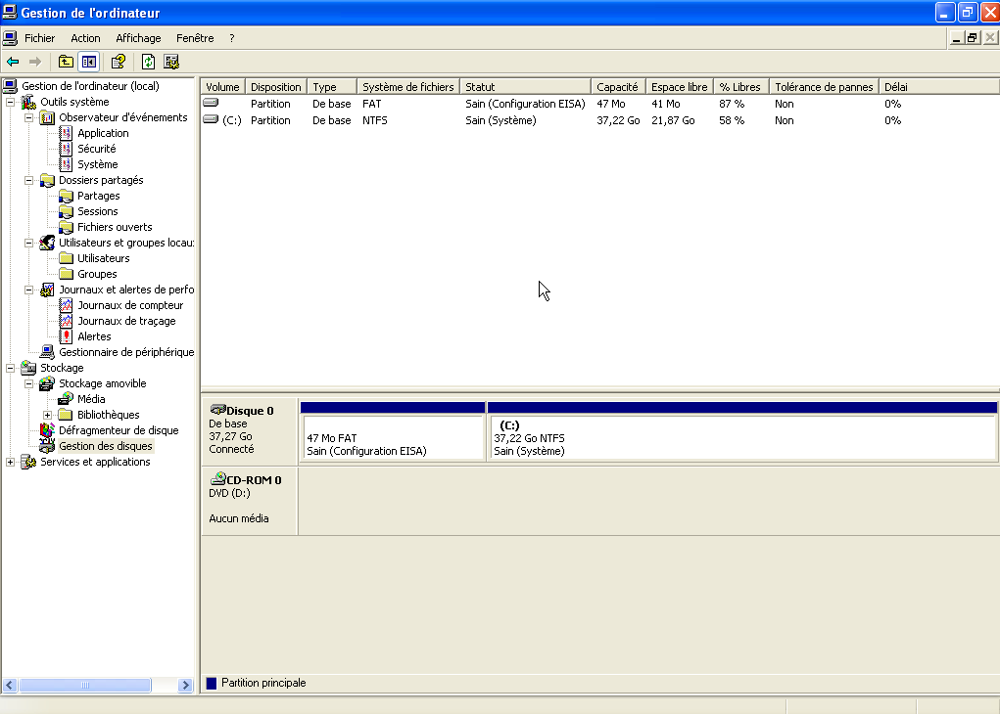 Gestion de l'ordinateur
Fichier Action Affichage Fenêtre ?
Gestion de l'ordinateur (local)
Outils système
Observateur d'événements
Application
Sécurité
Système
Dossiers partagés
Partages
Sessions
Fichiers ouverts
Utilisateurs et groupes locau
Utilisateurs
Groupes
Journaux et alertes de perfo
Journaux de compteur
Journaux de traçage
Alertes
Gestionnaire de périphérique
Stockage
Stockage amovible
Média
Bibliothèques
Défragmenteur de disque
Gestion des disques
Services et applications
Volume Disposition Type Système de fichiers Statut Capacité Espace libre % Libres Tolérance de pannes Délai
Partition De base FAT Sain (Configuration EISA) 47 Mo 41 Mo 87 % Non 0%
(C:) Partition De base NTFS Sain (Système) 37,22 Go 21,87 Go 58 % Non 0%
Disque 0
De base
37,27 Go
Connecté
47 Mo FAT
Sain (Configuration EISA)
(C:)
37,22 Go NTFS
Sain (Système)
CD-ROM 0
DVD (D:)
Aucun média
Partition principale